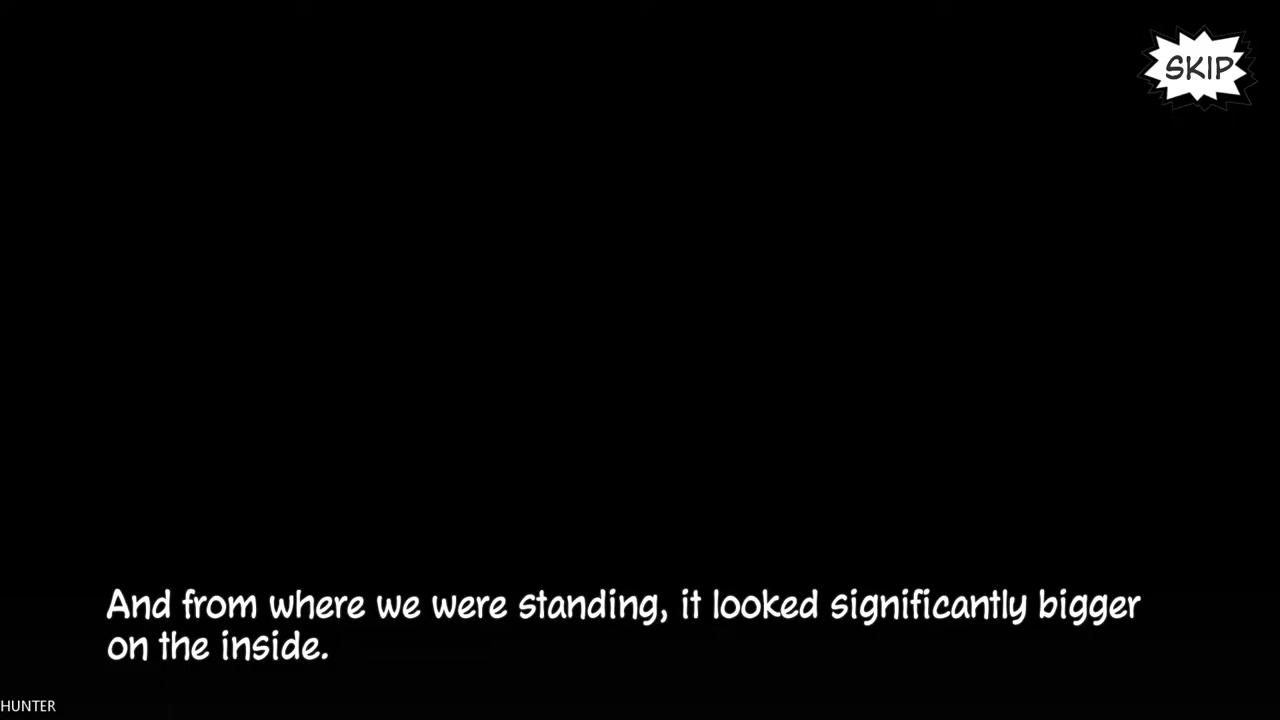 SKIP
And from where we were standing, it looked significantly bigger
on the inside.
HUNTER